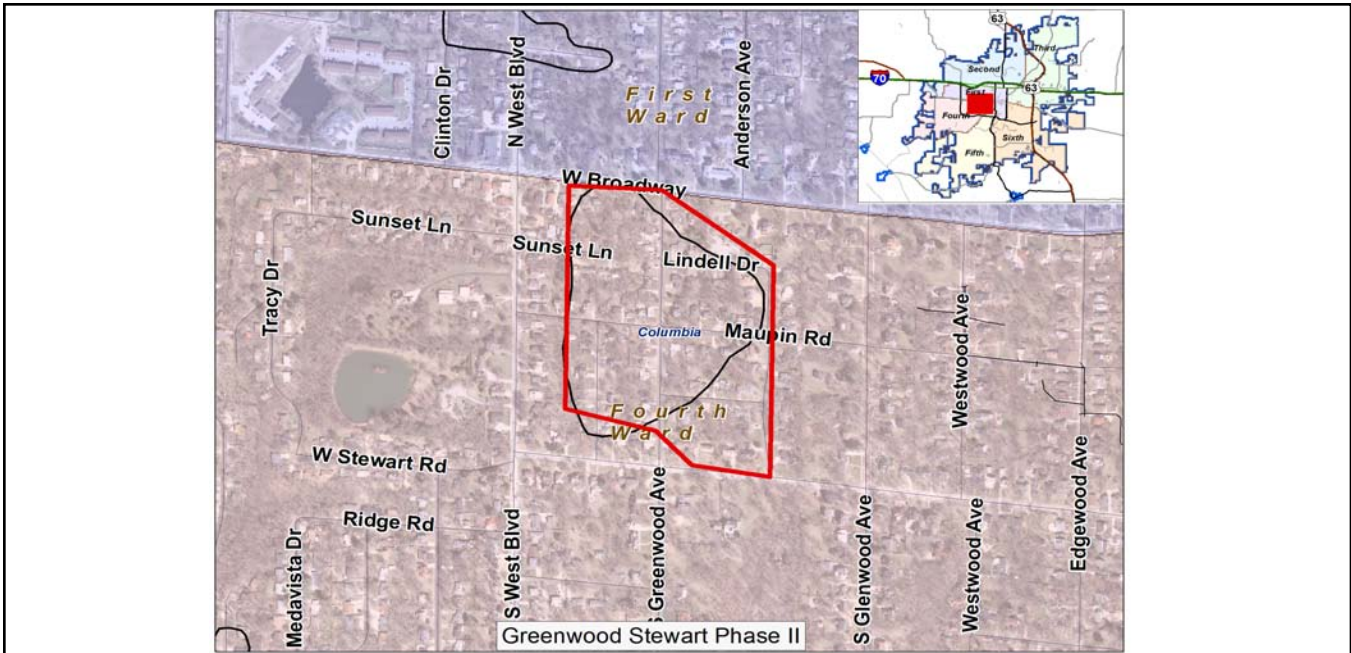 63
Third
Second
70
63
First
Fourth
Sixth
Fifth
Clinton Dr
N West Blvd
First
Ward
Anderson Ave
W Broadway
Sunset Ln
Sunset Ln
Lindell Dr
Tracy Dr
Columbia
Maupin Rd
Westwood Ave
Fourth
Ward
W Stewart Rd
Edgewood Ave
Ridge Rd
Medavista Dr
S West Blvd
S Greenwood Ave
S Glenwood Ave
Westwood Ave
Greenwood Stewart Phase II